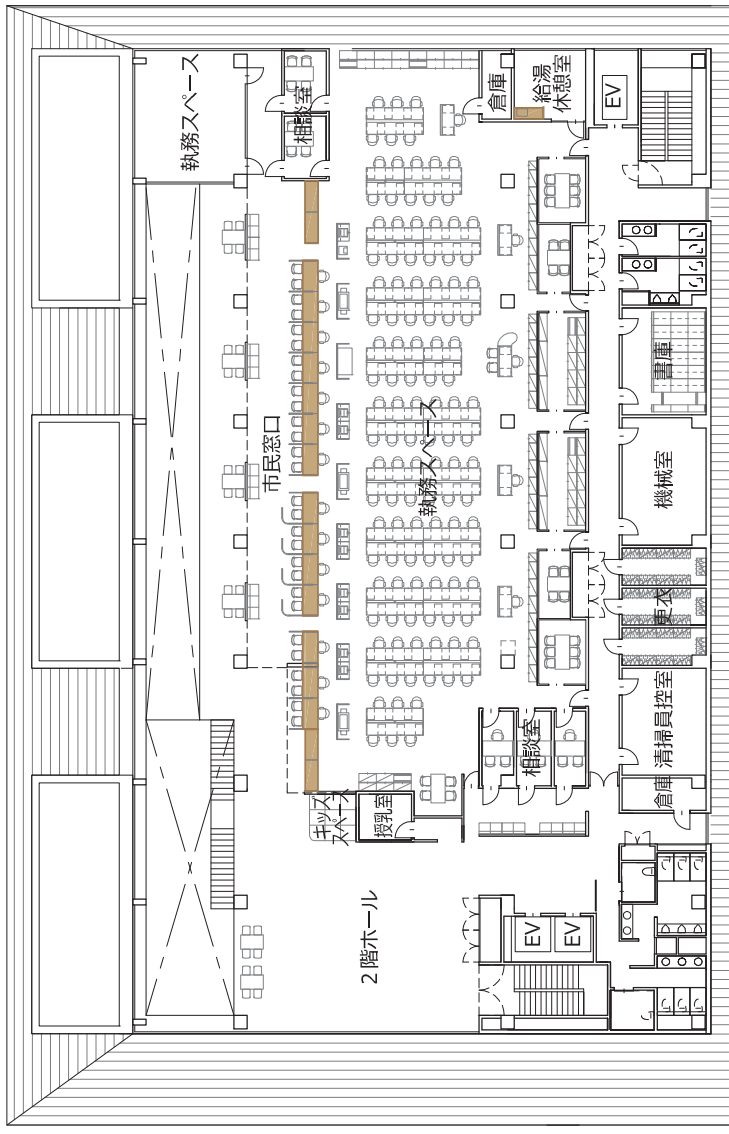 執務スペース
相談室
倉庫
給湯
休憩室
EV
市民窓口
執務スペース
書庫
機械室
更衣
清掃員控室
倉庫
相談室
キッズ
スペース
授乳室
2階ホール
EV
EV